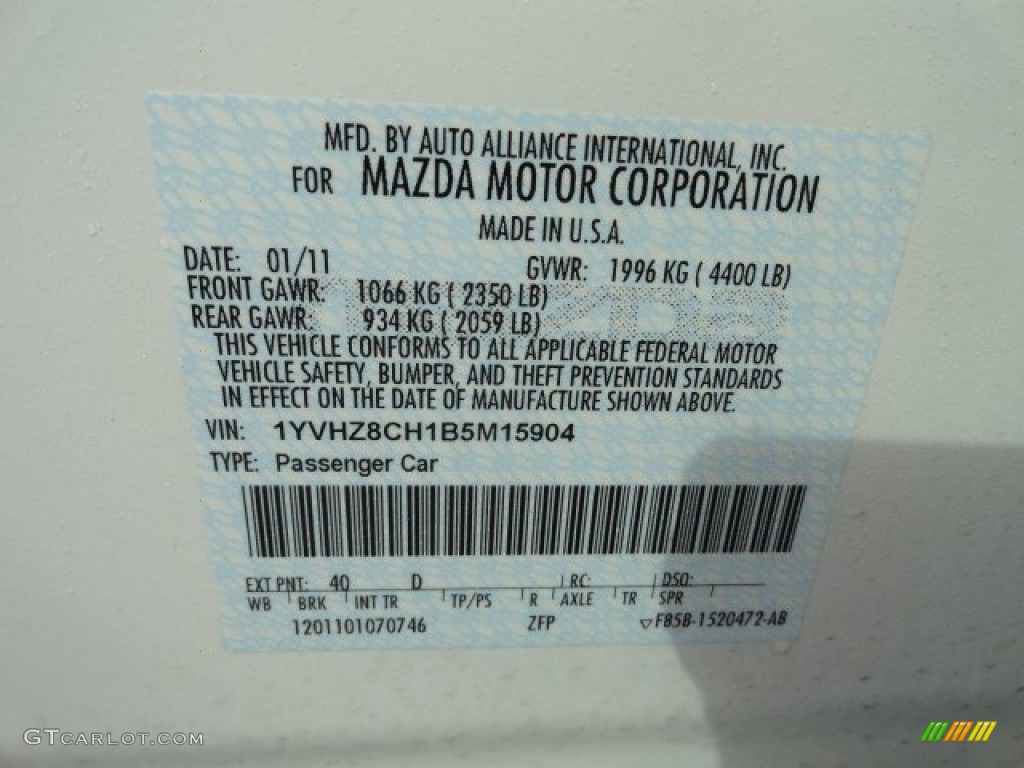 MFD. BY AUTO ALLIANCE INTERNATIONAL, INC.
FOR MAZDA MOTOR CORPORATION
MADE IN U.S.A.
DATE: 01/11 GVWR: 1996 KG ( 4400 LB)
FRONT GAWR: 1066 KG ( 2350 LB)
REAR GAWR: 934 KG ( 2059 LB)
THIS VEHICLE CONFORMS TO ALL APPLICABLE FEDERAL MOTOR
VEHICLE SAFETY, BUMPER, AND THEFT PREVENTION STANDARDS
IN EFFECT ON THE DATE OF MANUFACTURE SHOWN ABOVE.
VIN: 1YVHZ8CH1B5M15904
TYPE: Passenger Car
EXT PNT: 40 D RC: DSO:
WB BRK INT TR TP/PS R AXLE TR SPR
1201101070746 ZFP ▽F85B-1520472-AB
GTCARLOT.COM